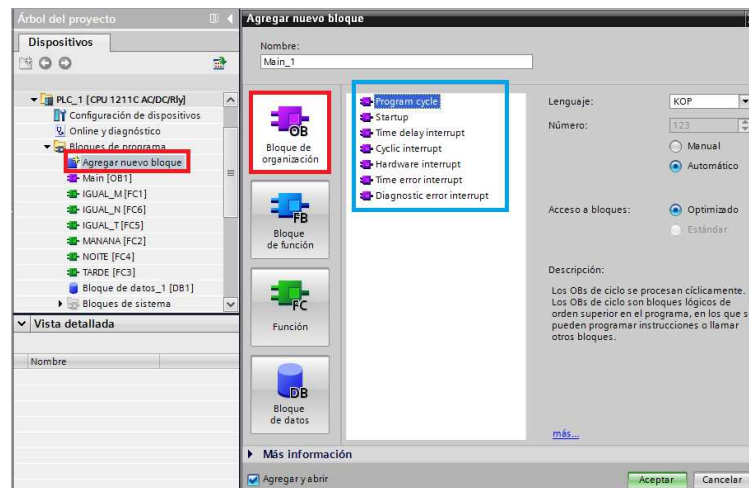 Árbol del proyecto
Dispositivos
PLC_1 [CPU 1211C AC/DC/Rly]
Configuración de dispositivos
Online y diagnóstico
Bloques de programa
Agregar nuevo bloque
Main [OB1]
IGUAL_M [FC1]
IGUAL_N [FC6]
IGUAL_T [FC5]
MANANA [FC2]
NOITE [FC4]
TARDE [FC3]
Bloque de datos_1 [DB1]
Bloques de sistema
Vista detallada
Nombre
Agregar nuevo bloque
Nombre:
Main_1
OB
Bloque de
organización
FB
Bloque
de función
FC
Función
DB
Bloque
de datos
Program cycle
Startup
Time delay interrupt
Cyclic interrupt
Hardware interrupt
Time error interrupt
Diagnostic error interrupt
Lenguaje:
KOP
Número:
123
Manual
Automático
Acceso a bloques:
Optimizado
Estándar
Descripción:
Los OBs de ciclo se procesan cíclicamente.
Los OBs de ciclo son bloques lógicos de
orden superior en el programa, en los que s
pueden programar instrucciones o llamar
otros bloques.
más...
Más información
Agregar y abrir
Aceptar
Cancelar